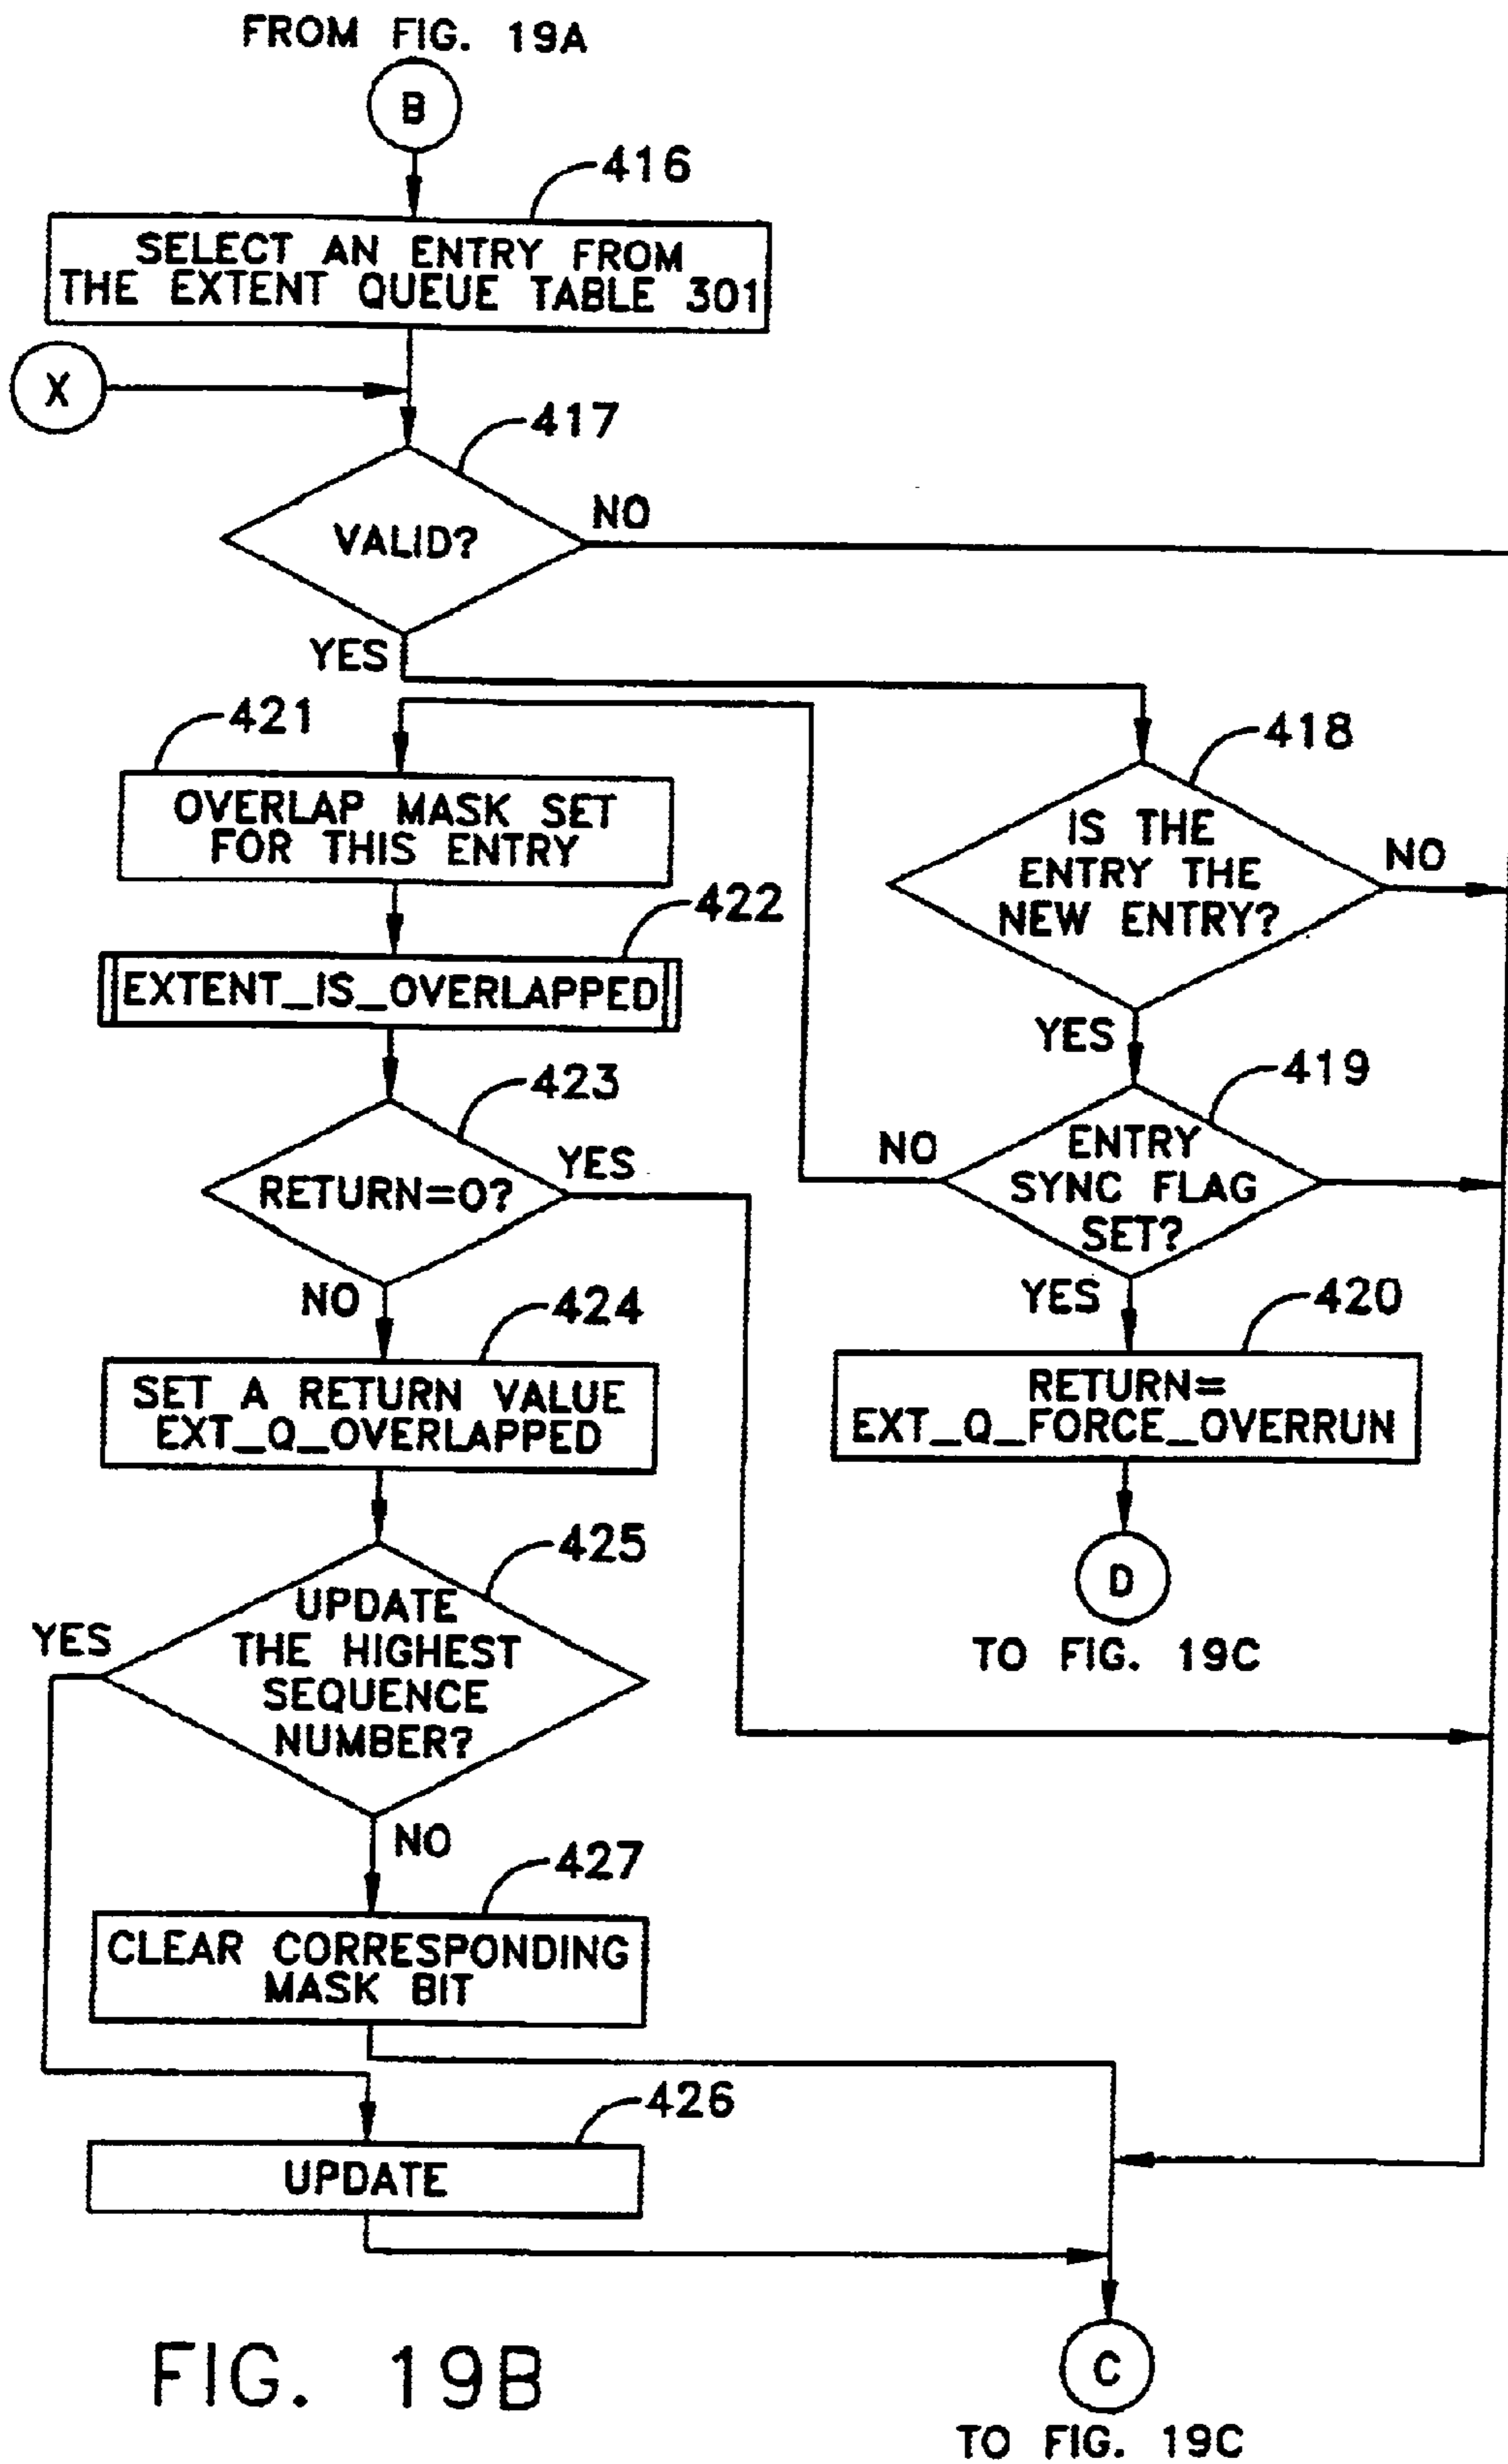 FROM FIG. 19A
B
416
SELECT AN ENTRY FROM
THE EXTENT QUEUE TABLE 301
X
417
VALID?
NO
YES
421
OVERLAP MASK SET
FOR THIS ENTRY
418
IS THE
ENTRY THE
NEW ENTRY?
NO
YES
422
EXTENT_IS_OVERLAPPED
419
ENTRY
SYNC FLAG
SET?
NO
YES
423
RETURN=0?
YES
NO
420
RETURN=
EXT_Q_FORCE_OVERRUN
D
TO FIG. 19C
424
SET A RETURN VALUE
EXT_Q_OVERLAPPED
425
UPDATE
THE HIGHEST
SEQUENCE
NUMBER?
YES
NO
427
CLEAR CORRESPONDING
MASK BIT
426
UPDATE
C
TO FIG. 19C
FIG. 19B